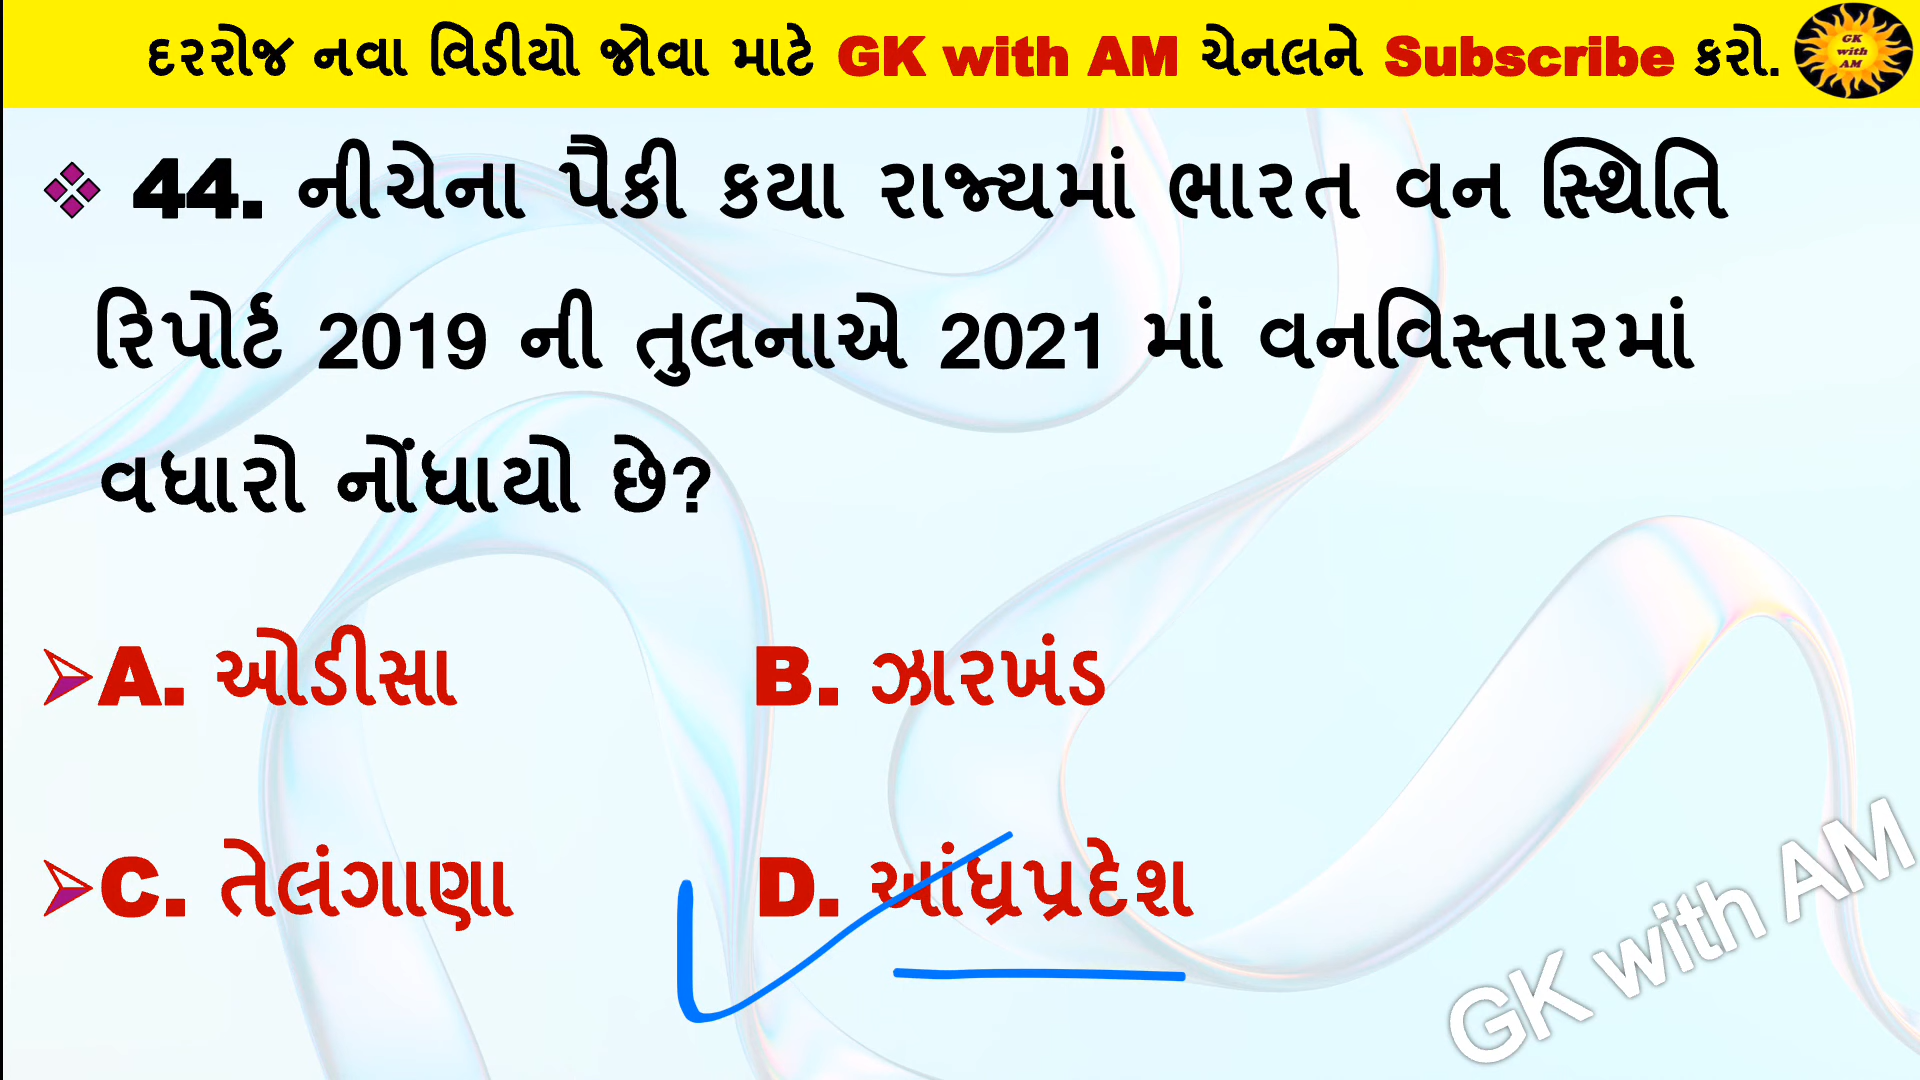 દરરોજ નવા વિડીયો જોવા માટે GK with AM ચેનલને Subscribe કરો.
GK
with
AM
44. નીચેના પૈકી કયા રાજ્યમાં ભારત વન સ્થિતિ
રિપોર્ટ 2019 ની તુલનાએ 2021 માં વનવિસ્તારમાં
વધારો નોંધાયો છે?
A. ઓડીસા
B. ઝારખંડ
C. તેલંગાણા
D. આંધ્રપ્રદેશ
GK with AM